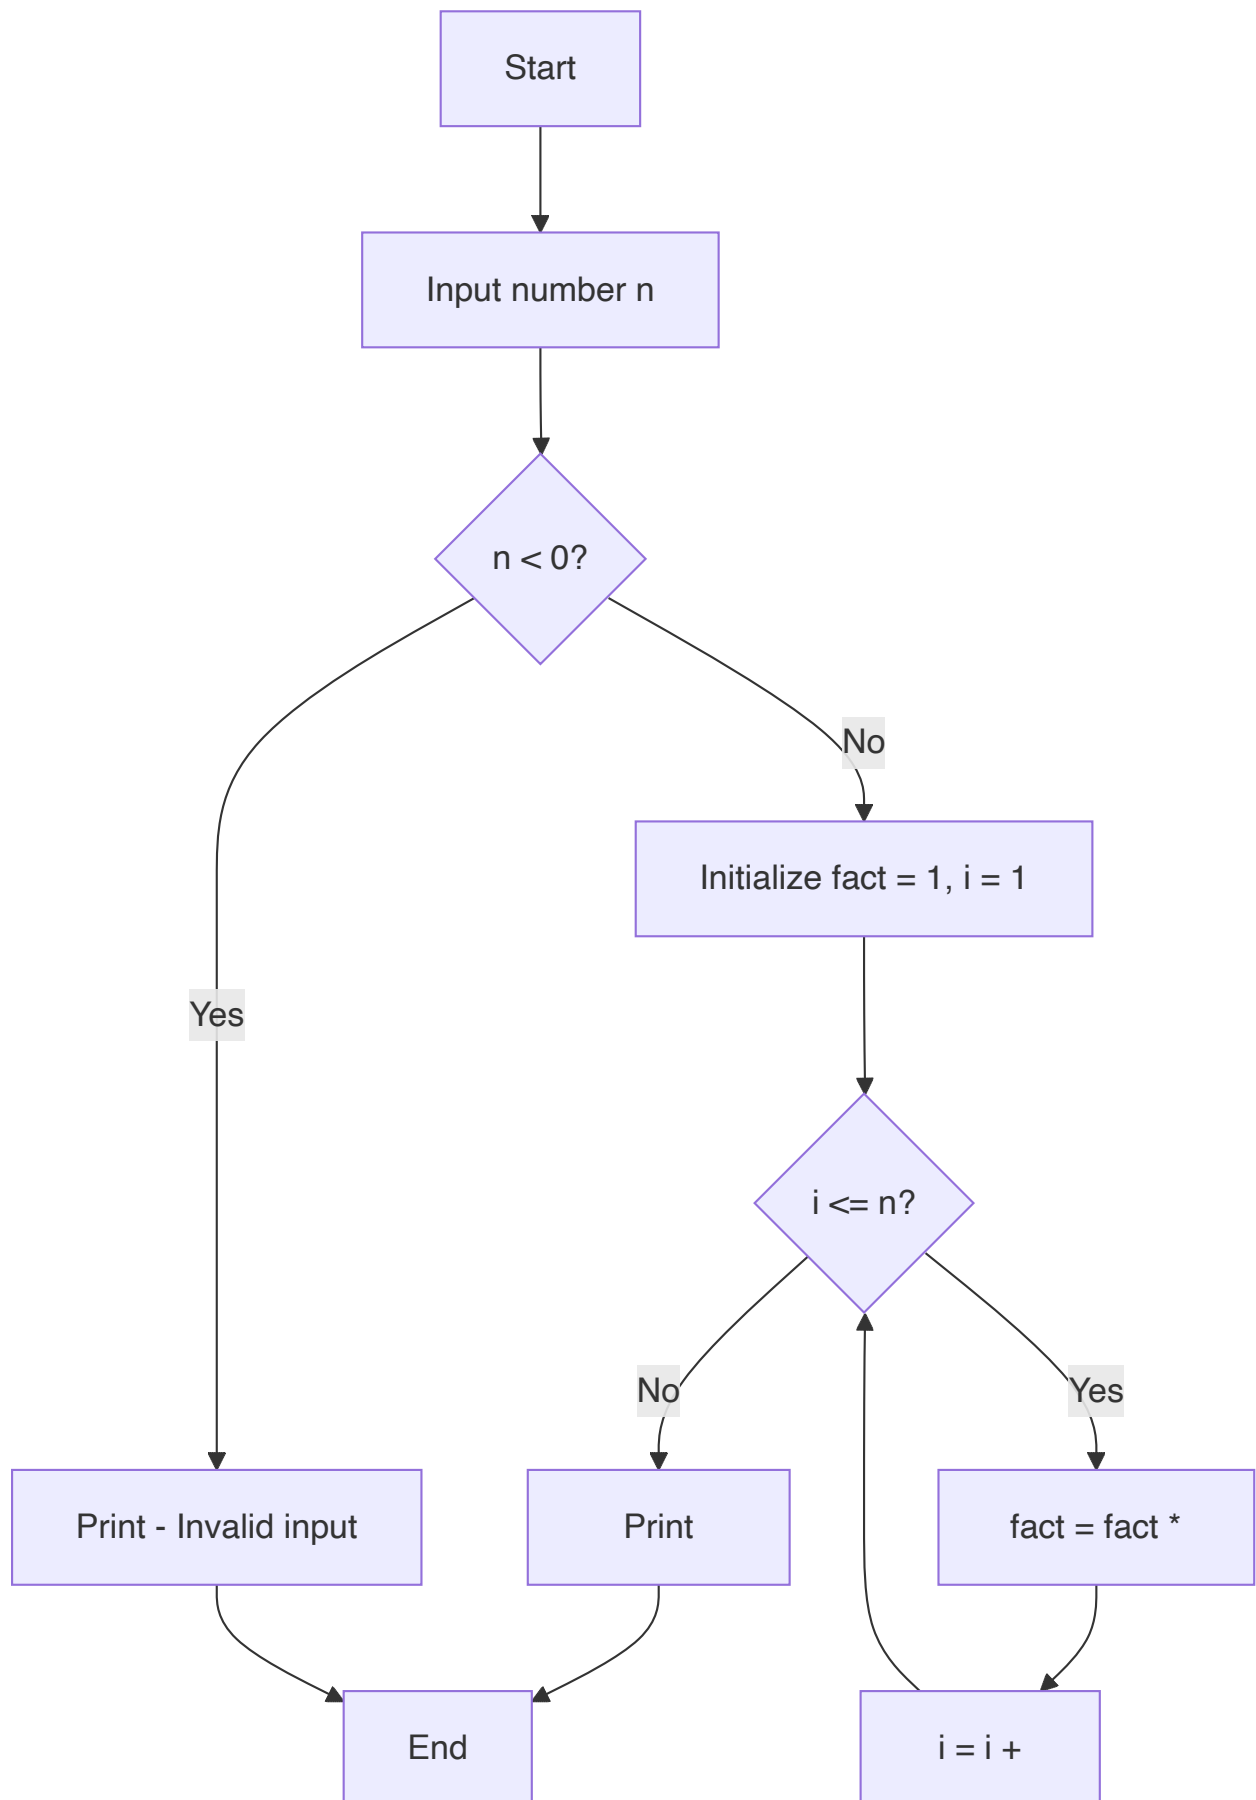 Start
Input number n
n < 0?
No
Initialize fact = 1, i = 1
Yes
i <= n?
No
Yes
Print - Invalid input
Print
fact = fact *
End
i = i +